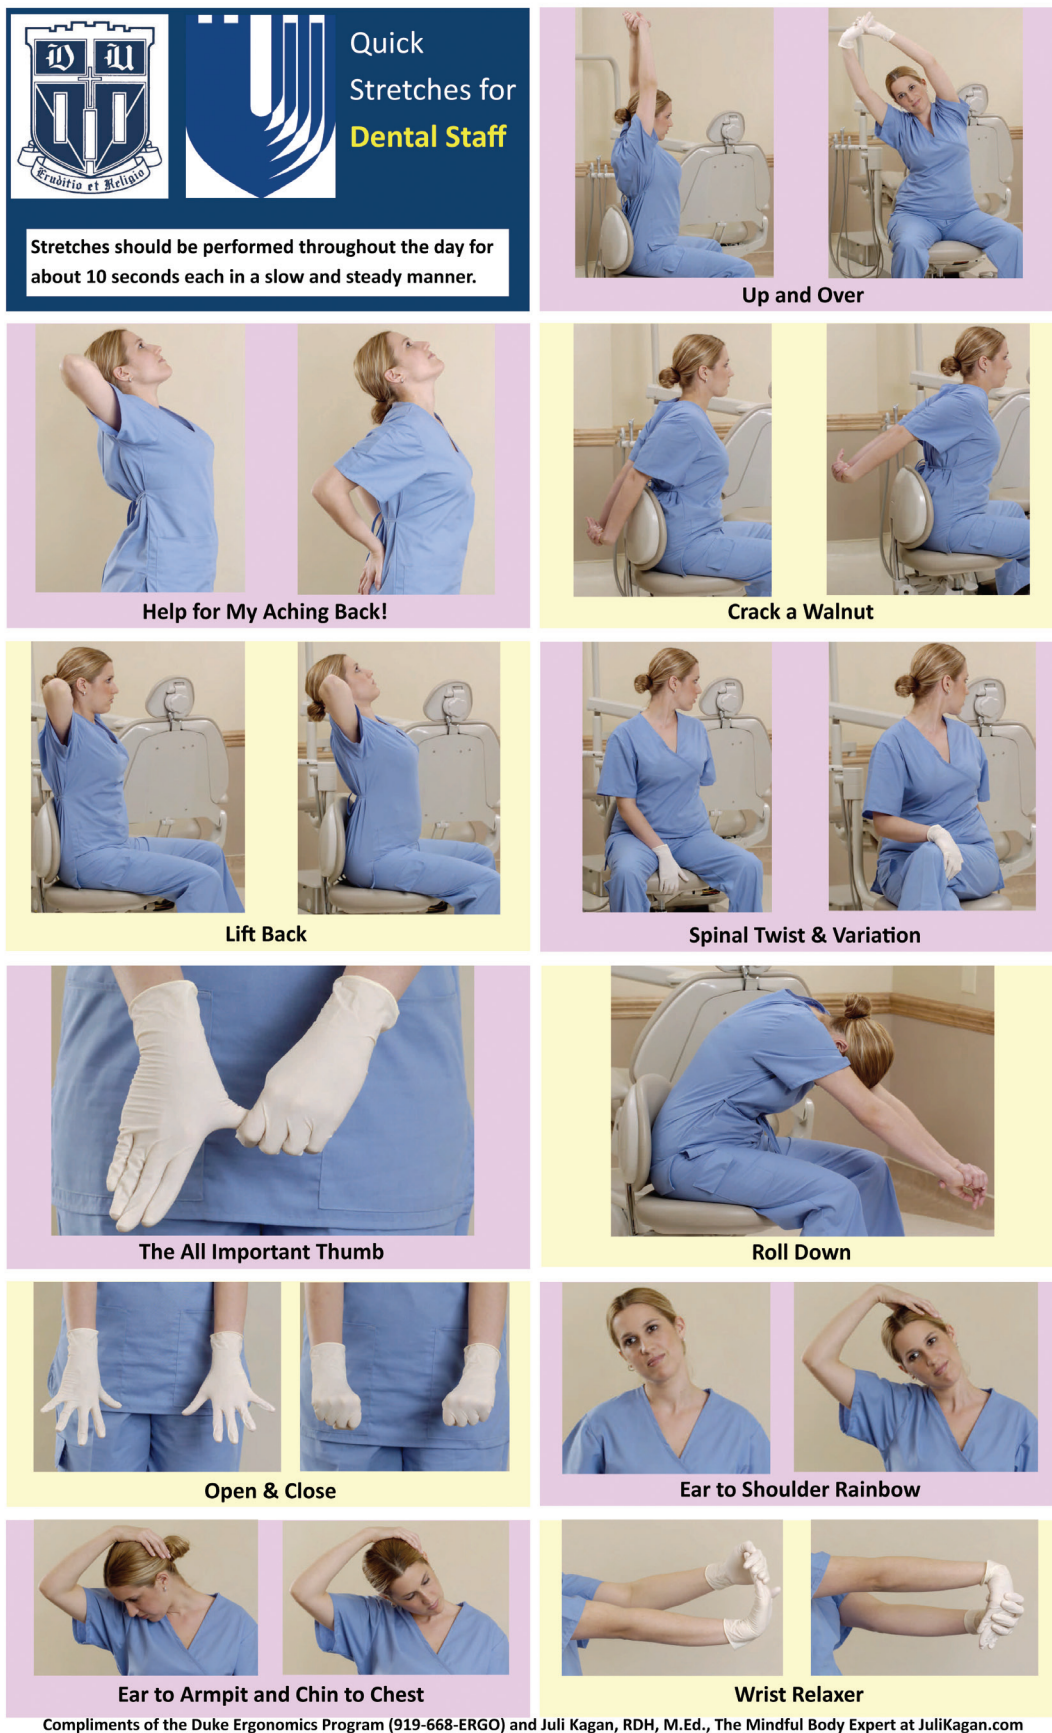 D U
Eruditio et Religio
Quick
Stretches for
Dental Staff
Stretches should be performed throughout the day for
about 10 seconds each in a slow and steady manner.
Up and Over
Help for My Aching Back!
Crack a Walnut
Lift Back
Spinal Twist & Variation
The All Important Thumb
Roll Down
Open & Close
Ear to Shoulder Rainbow
Ear to Armpit and Chin to Chest
Wrist Relaxer
Compliments of the Duke Ergonomics Program (919-668-ERGO) and Juli Kagan, RDH, M.Ed., The Mindful Body Expert at JuliKagan.com